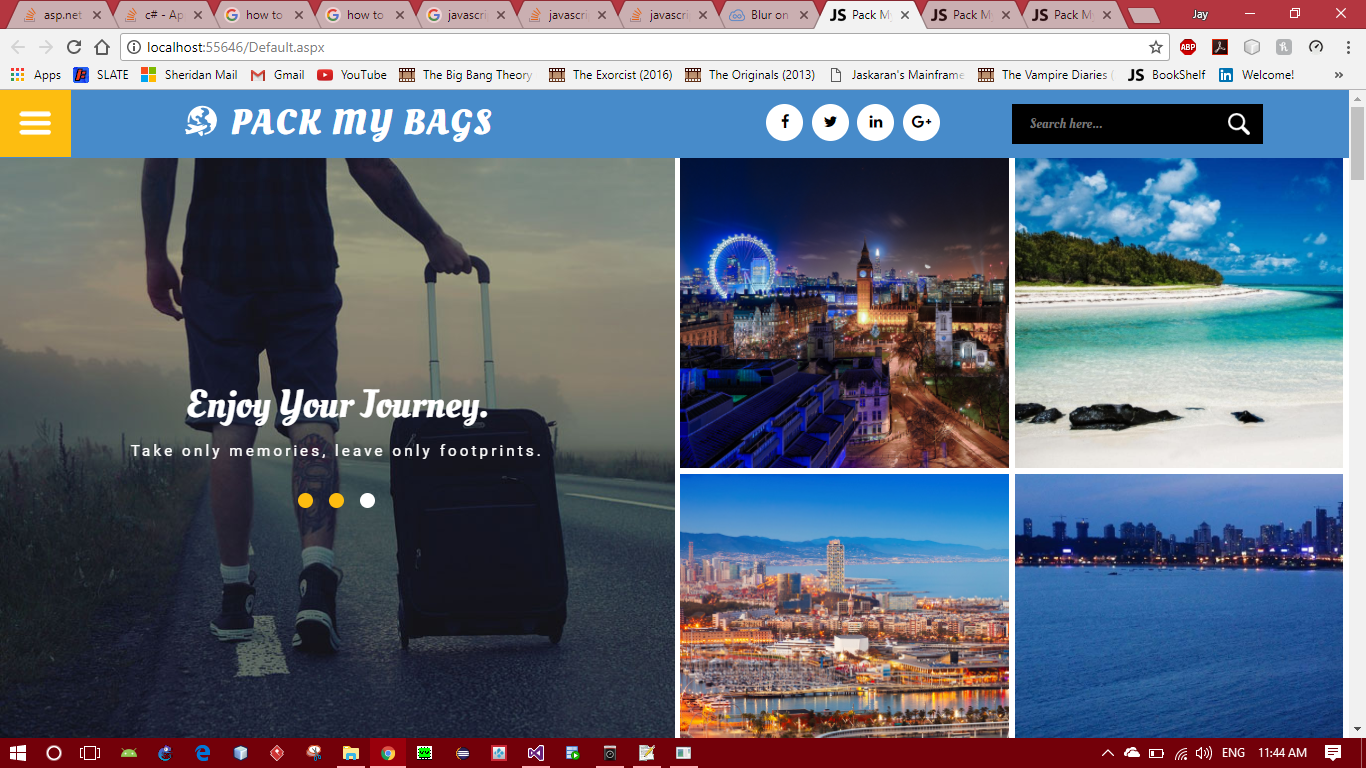 asp.net
c# - Ap
how to
how to
javascri
javascri
javascri
Blur on
JS Pack M
JS Pack M
JS Pack M
Jay
localhost:55646/Default.aspx
ABP
Apps
SLATE
Sheridan Mail
Gmail
YouTube
The Big Bang Theory
The Exorcist (2016)
The Originals (2013)
Jaskaran's Mainframe
The Vampire Diaries (
JS BookShelf
in Welcome!
»
PACK MY BAGS
f
in
G+
Search here...
Enjoy Your Journey.
Take only memories, leave only footprints.
ENG
11:44 AM